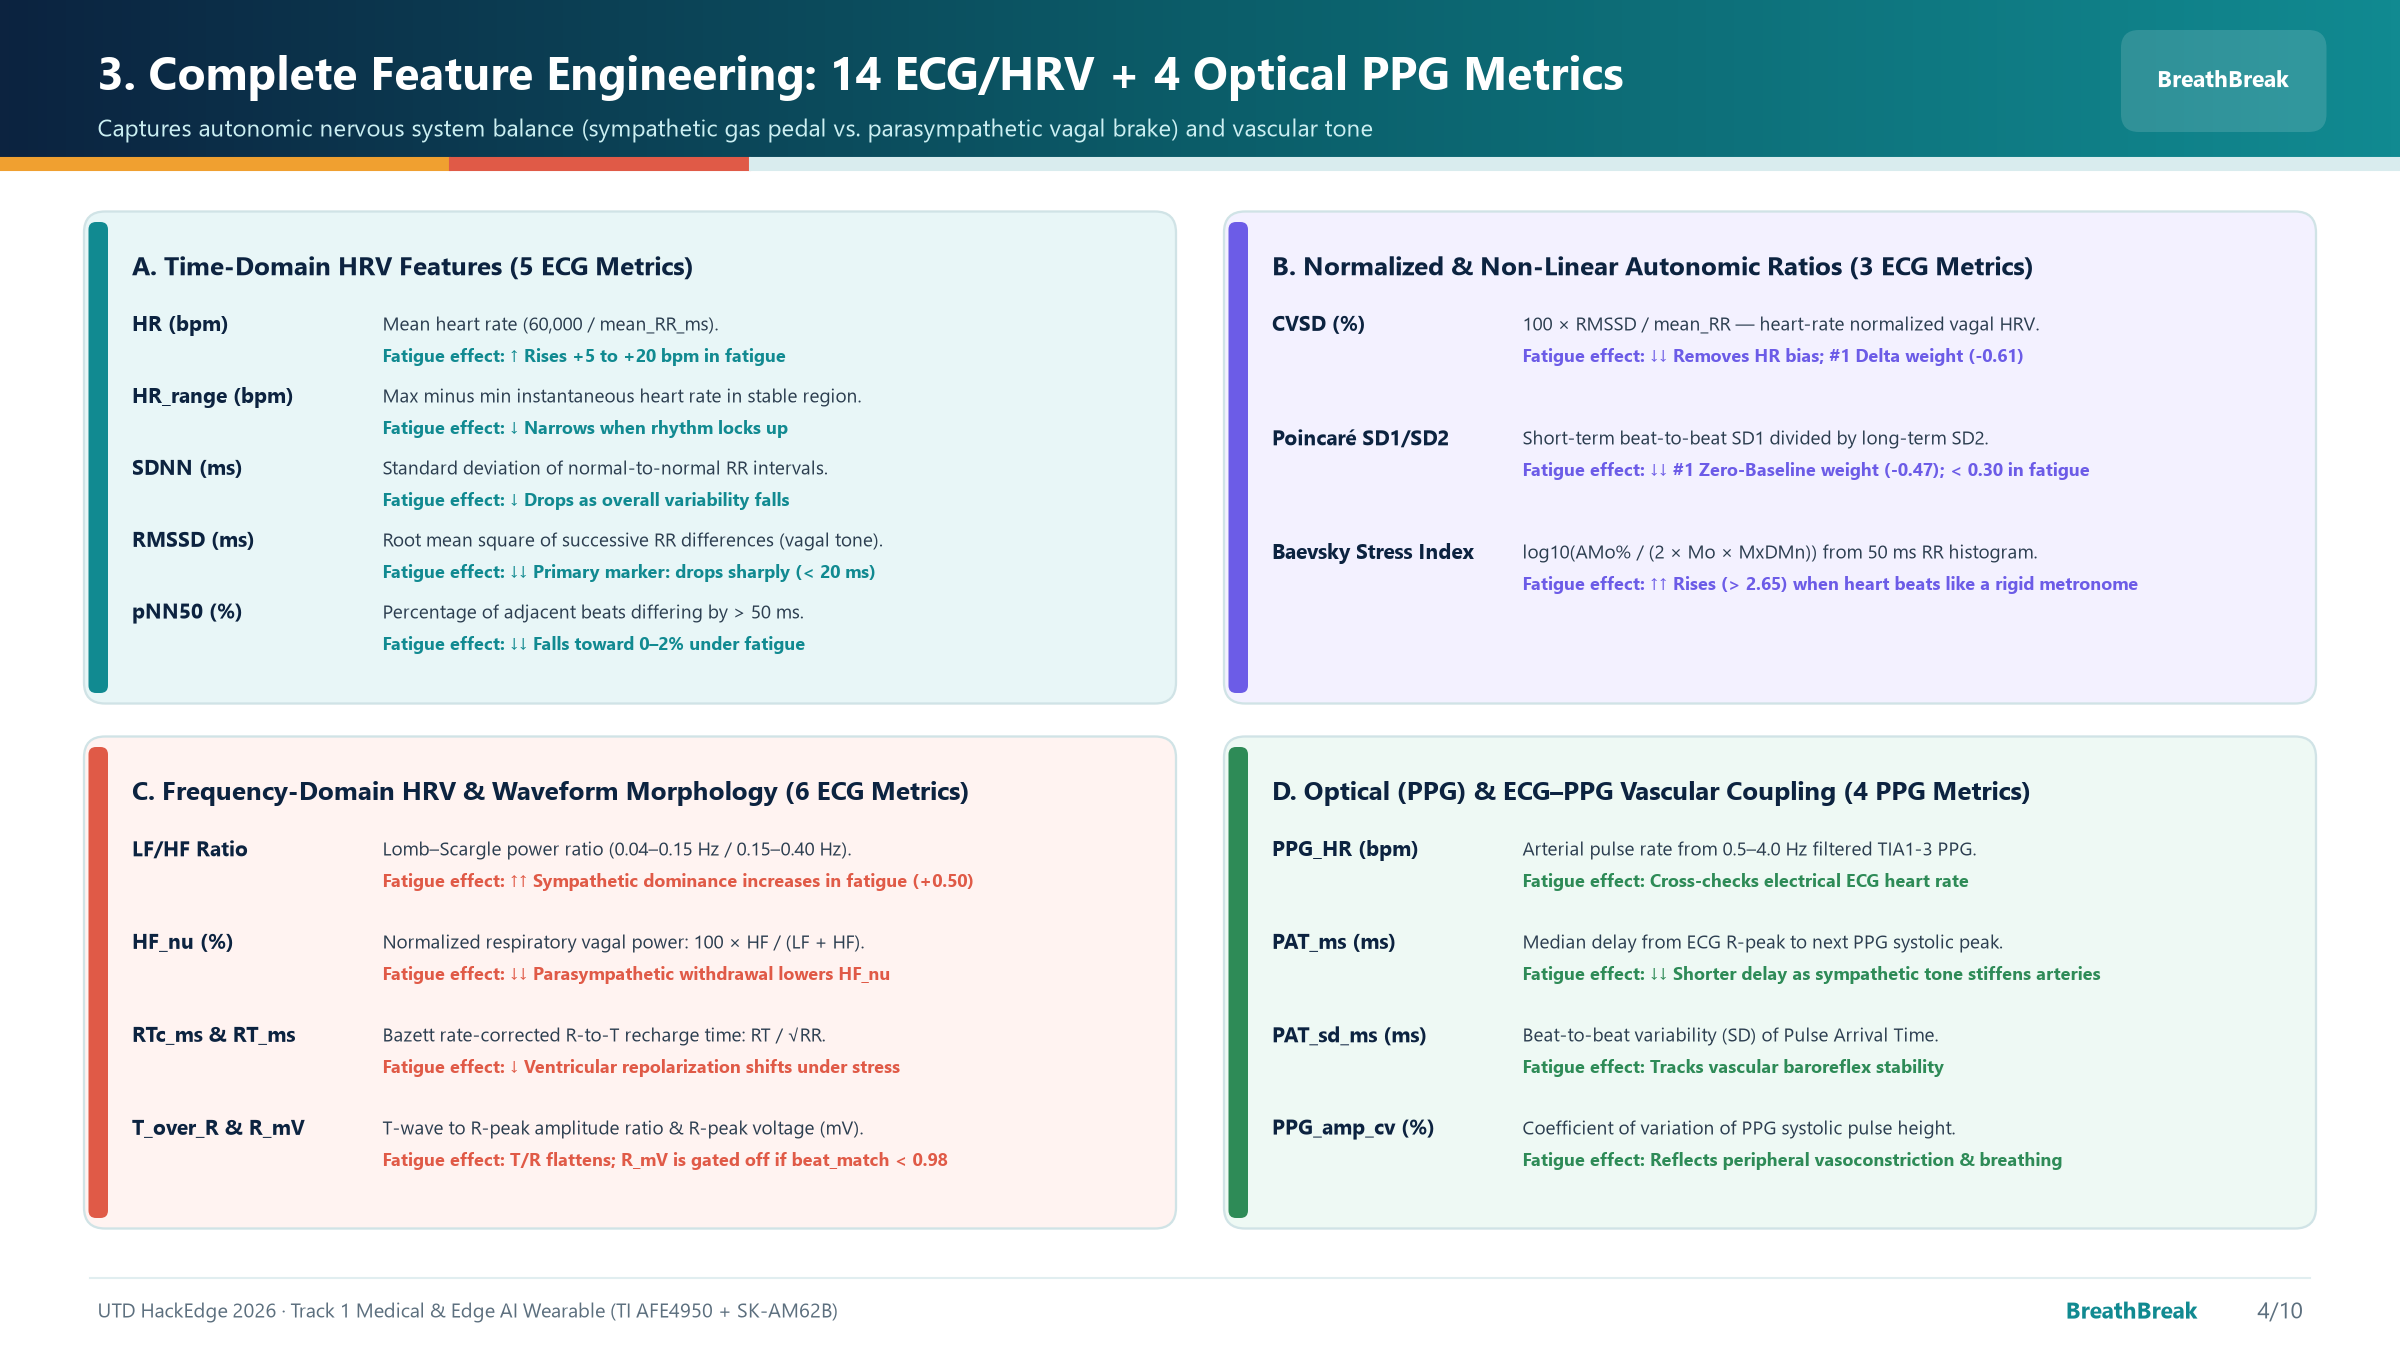 3. Complete Feature Engineering: 14 ECG/HRV + 4 Optical PPG Metrics
Captures autonomic nervous system balance (sympathetic gas pedal vs. parasympathetic vagal brake) and vascular tone
BreathBreak
A. Time-Domain HRV Features (5 ECG Metrics)
HR (bpm)
Mean heart rate (60,000 / mean_RR_ms).
Fatigue effect: ↑ Rises +5 to +20 bpm in fatigue
HR_range (bpm)
Max minus min instantaneous heart rate in stable region.
Fatigue effect: ↓ Narrows when rhythm locks up
SDNN (ms)
Standard deviation of normal-to-normal RR intervals.
Fatigue effect: ↓ Drops as overall variability falls
RMSSD (ms)
Root mean square of successive RR differences (vagal tone).
Fatigue effect: ↓↓ Primary marker: drops sharply (< 20 ms)
pNN50 (%)
Percentage of adjacent beats differing by > 50 ms.
Fatigue effect: ↓↓ Falls toward 0–2% under fatigue
B. Normalized & Non-Linear Autonomic Ratios (3 ECG Metrics)
CVSD (%)
100 × RMSSD / mean_RR — heart-rate normalized vagal HRV.
Fatigue effect: ↓↓ Removes HR bias; #1 Delta weight (-0.61)
Poincaré SD1/SD2
Short-term beat-to-beat SD1 divided by long-term SD2.
Fatigue effect: ↓↓ #1 Zero-Baseline weight (-0.47); < 0.30 in fatigue
Baevsky Stress Index
log10(AMo% / (2 × Mo × MxDMn)) from 50 ms RR histogram.
Fatigue effect: ↑↑ Rises (> 2.65) when heart beats like a rigid metronome
C. Frequency-Domain HRV & Waveform Morphology (6 ECG Metrics)
LF/HF Ratio
Lomb–Scargle power ratio (0.04–0.15 Hz / 0.15–0.40 Hz).
Fatigue effect: ↑↑ Sympathetic dominance increases in fatigue (+0.50)
HF_nu (%)
Normalized respiratory vagal power: 100 × HF / (LF + HF).
Fatigue effect: ↓↓ Parasympathetic withdrawal lowers HF_nu
RTc_ms & RT_ms
Bazett rate-corrected R-to-T recharge time: RT / √RR.
Fatigue effect: ↓ Ventricular repolarization shifts under stress
T_over_R & R_mV
T-wave to R-peak amplitude ratio & R-peak voltage (mV).
Fatigue effect: T/R flattens; R_mV is gated off if beat_match < 0.98
D. Optical (PPG) & ECG–PPG Vascular Coupling (4 PPG Metrics)
PPG_HR (bpm)
Arterial pulse rate from 0.5–4.0 Hz filtered TIA1-3 PPG.
Fatigue effect: Cross-checks electrical ECG heart rate
PAT_ms (ms)
Median delay from ECG R-peak to next PPG systolic peak.
Fatigue effect: ↓↓ Shorter delay as sympathetic tone stiffens arteries
PAT_sd_ms (ms)
Beat-to-beat variability (SD) of Pulse Arrival Time.
Fatigue effect: Tracks vascular baroreflex stability
PPG_amp_cv (%)
Coefficient of variation of PPG systolic pulse height.
Fatigue effect: Reflects peripheral vasoconstriction & breathing
UTD HackEdge 2026 · Track 1 Medical & Edge AI Wearable (TI AFE4950 + SK-AM62B)
BreathBreak
4/10